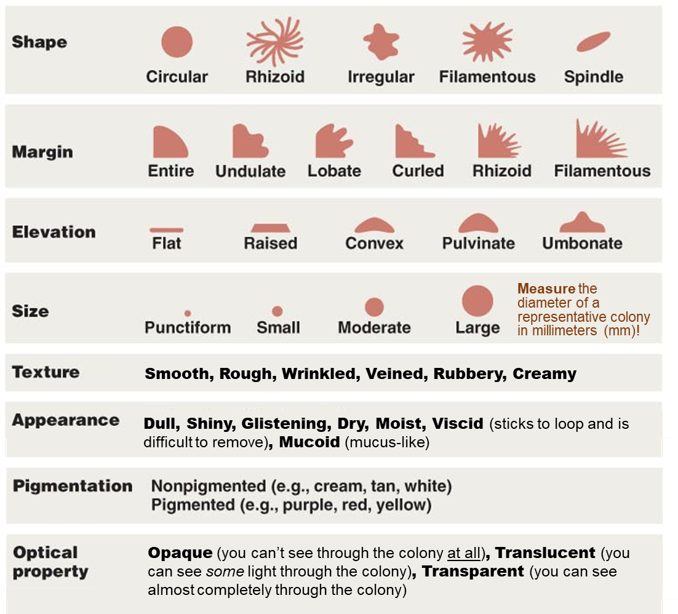 Shape
Circular Rhizoid Irregular Filamentous Spindle
Margin
Entire Undulate Lobate Curled Rhizoid Filamentous
Elevation
Flat Raised Convex Pulvinate Umbonate
Size
Punctiform Small Moderate Large
Measure the
diameter of a
representative colony
in millimeters (mm)!
Texture
Smooth, Rough, Wrinkled, Veined, Rubbery, Creamy
Appearance
Dull, Shiny, Glistening, Dry, Moist, Viscid (sticks to loop and is
difficult to remove), Mucoid (mucus-like)
Pigmentation
Nonpigmented (e.g., cream, tan, white)
Pigmented (e.g., purple, red, yellow)
Optical
property
Opaque (you can't see through the colony at all), Translucent (you
can see some light through the colony), Transparent (you can see
almost completely through the colony)